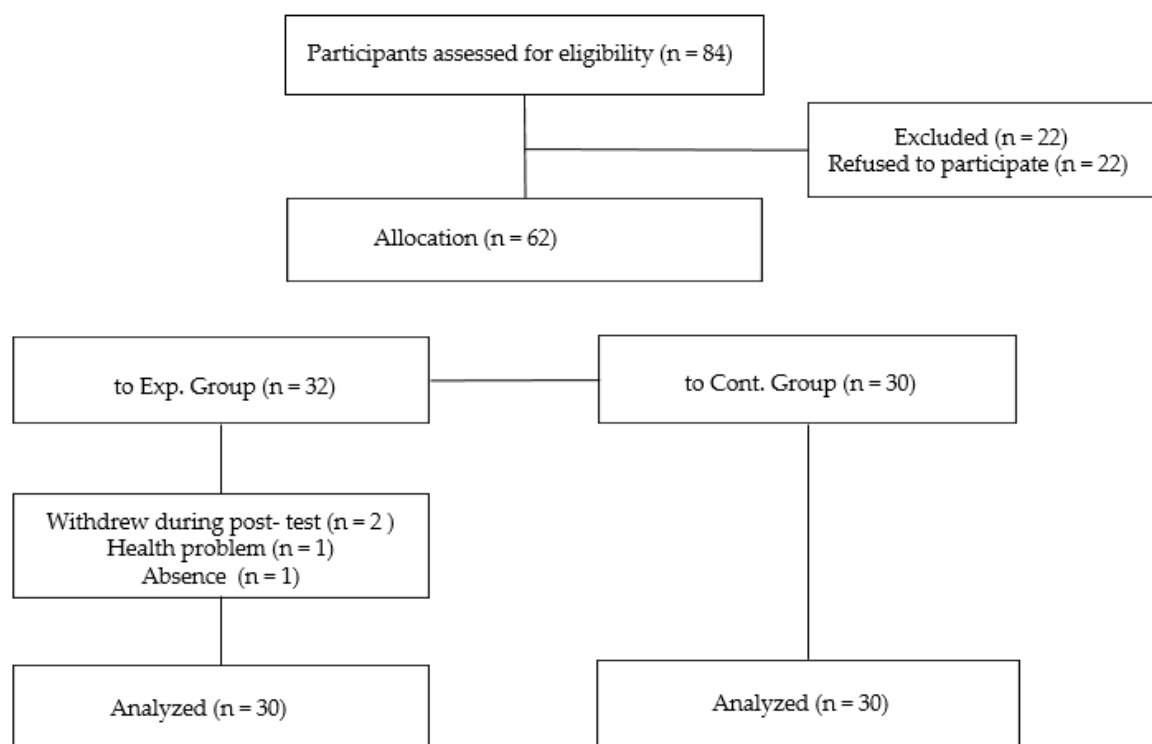 Participants assessed for eligibility (n = 84)
Excluded (n = 22)
Refused to participate (n = 22)
Allocation (n = 62)
to Exp. Group (n = 32)
to Cont. Group (n = 30)
Withdrew during post- test (n = 2 )
Health problem (n = 1)
Absence (n = 1)
Analyzed (n = 30)
Analyzed (n = 30)